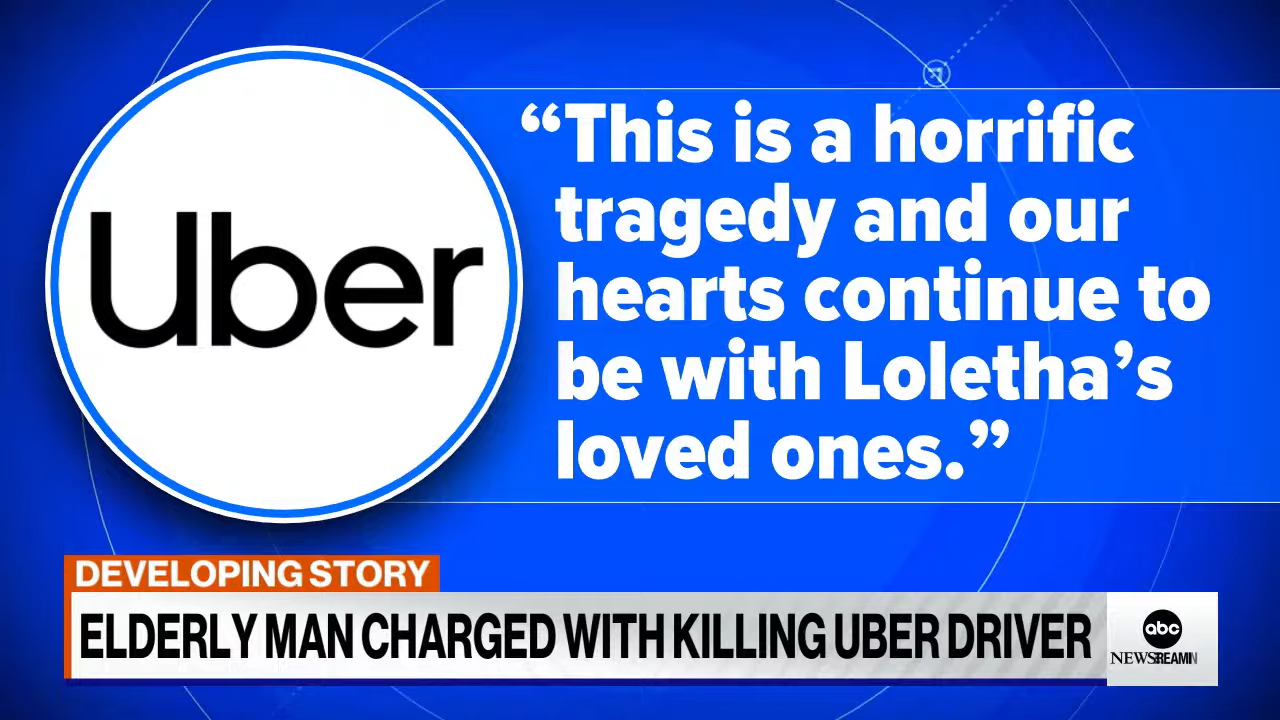 Uber
“This is a horrific
tragedy and our
hearts continue to
be with Loletha’s
loved ones.”
DEVELOPING STORY
ELDERLY MAN CHARGED WITH KILLING UBER DRIVER
abc
NEWS